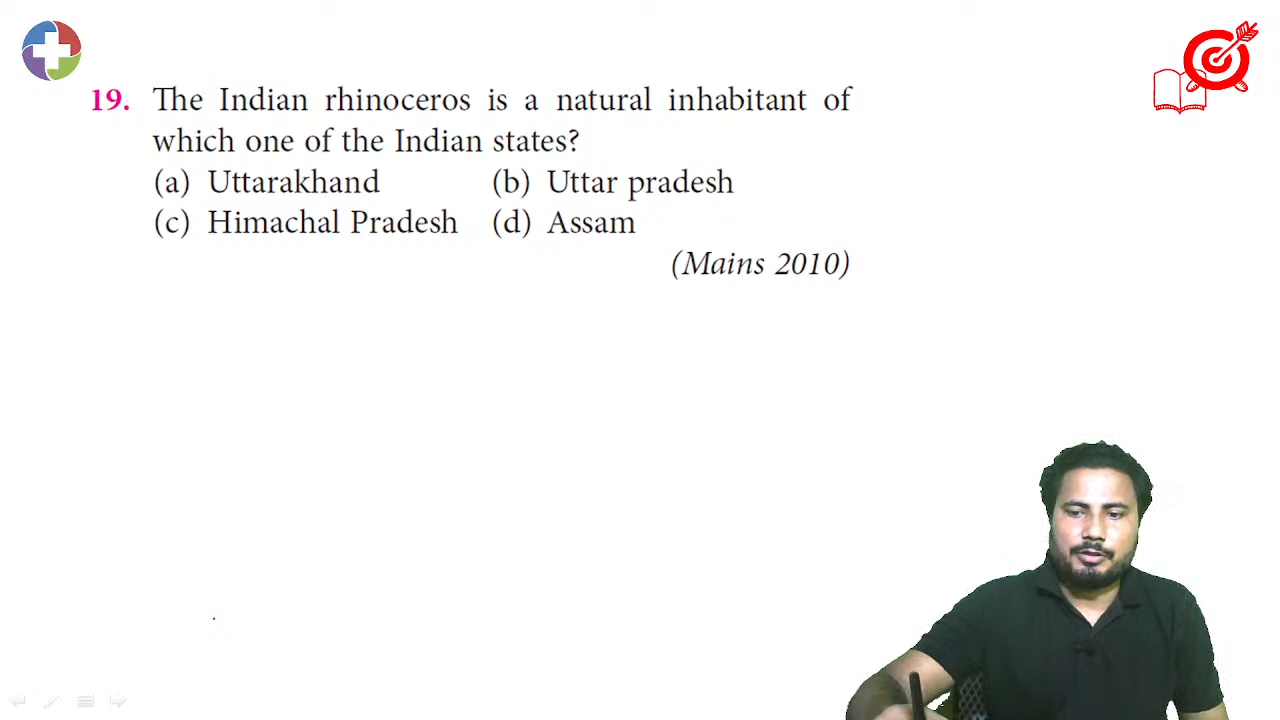 19. The Indian rhinoceros is a natural inhabitant of
which one of the Indian states?
(a) Uttarakhand (b) Uttar pradesh
(c) Himachal Pradesh (d) Assam
(Mains 2010)